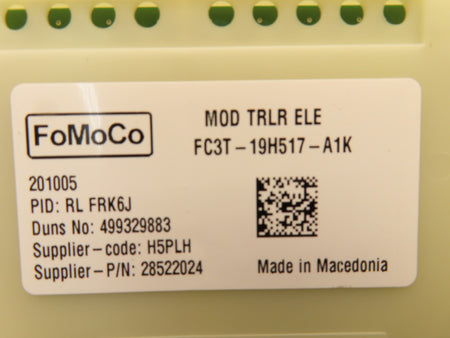 FoMoCo
MOD TRLR ELE
FC3T-19H517-A1K
201005
PID: RL FRK6J
Duns No: 499329883
Supplier-code: H5PLH
Supplier-P/N: 28522024
Made in Macedonia